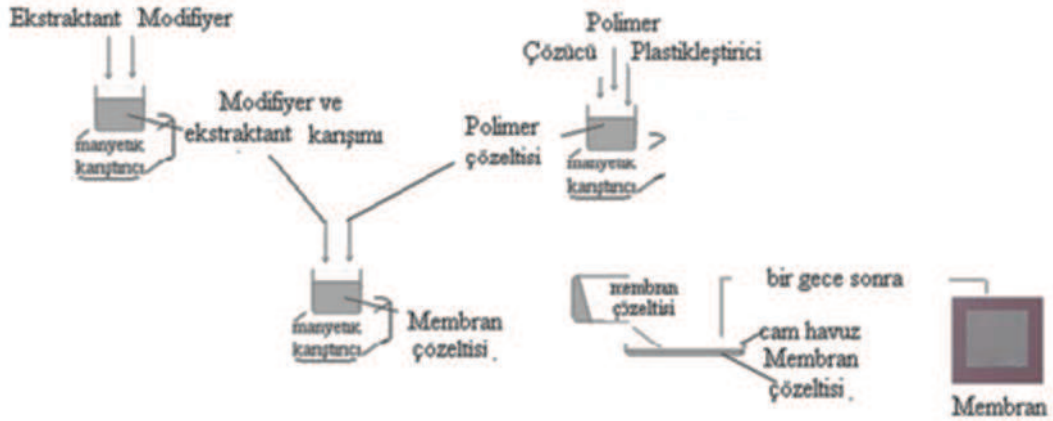 Ekstraktant Modifiyer
Modifiyer ve
ekstraktant karışımı
manyetik
karıştırıcı
Polimer
Çözücü Plastikleştirici
Polimer
çözeltisi
manyetik
karıştırıcı
manyetik
karıştırıcı
Membran
çözeltisi.
membran
çözeltisi
bir gece sonra
cam havuz
Membran
çözeltisi.
Membran